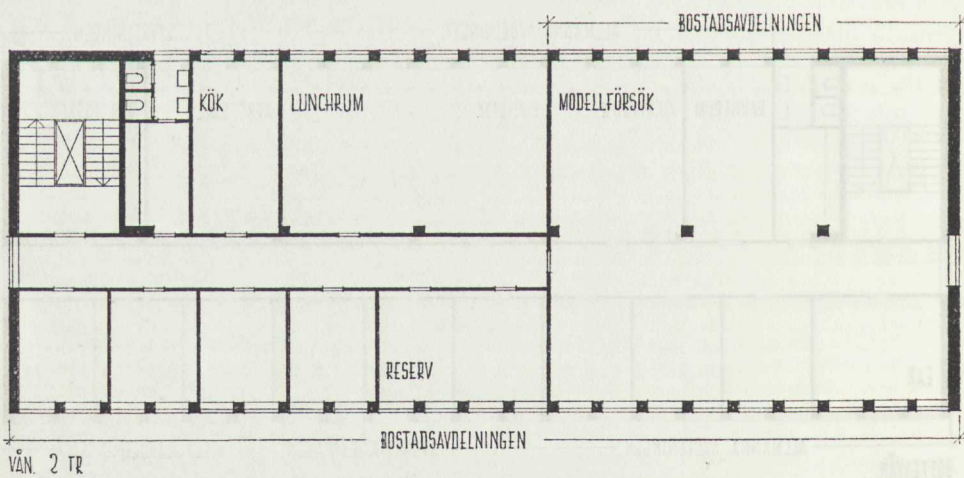 BOSTADSAVDELNINGEN
KÖK
LUNCHRUM
MODELLFÖRSÖK
RESERV
BOSTADSAVDELNINGEN
VÅN. 2 TR